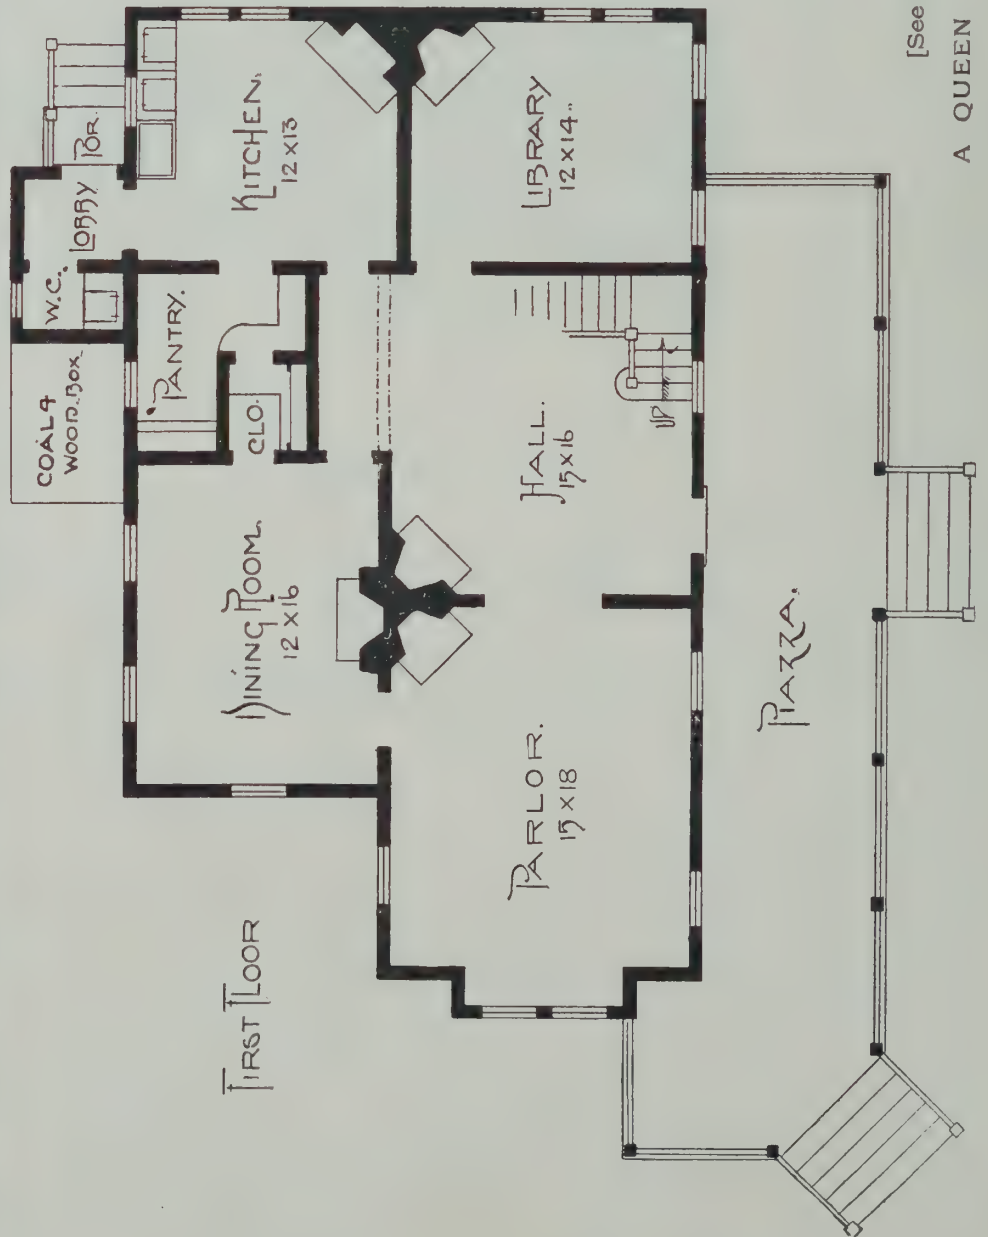 COAL &
WOOD. BOX
W.C.
LOBBY
POR.
PANTRY.
FIRST FLOOR
DINING ROOM.
12 X 16
CLO.
KITCHEN.
12 X 13
PARLOR.
15 X 18
HALL.
15 X 16
LIBRARY
12 X 14.
UP
PIAZZA.
[See
A QUEEN